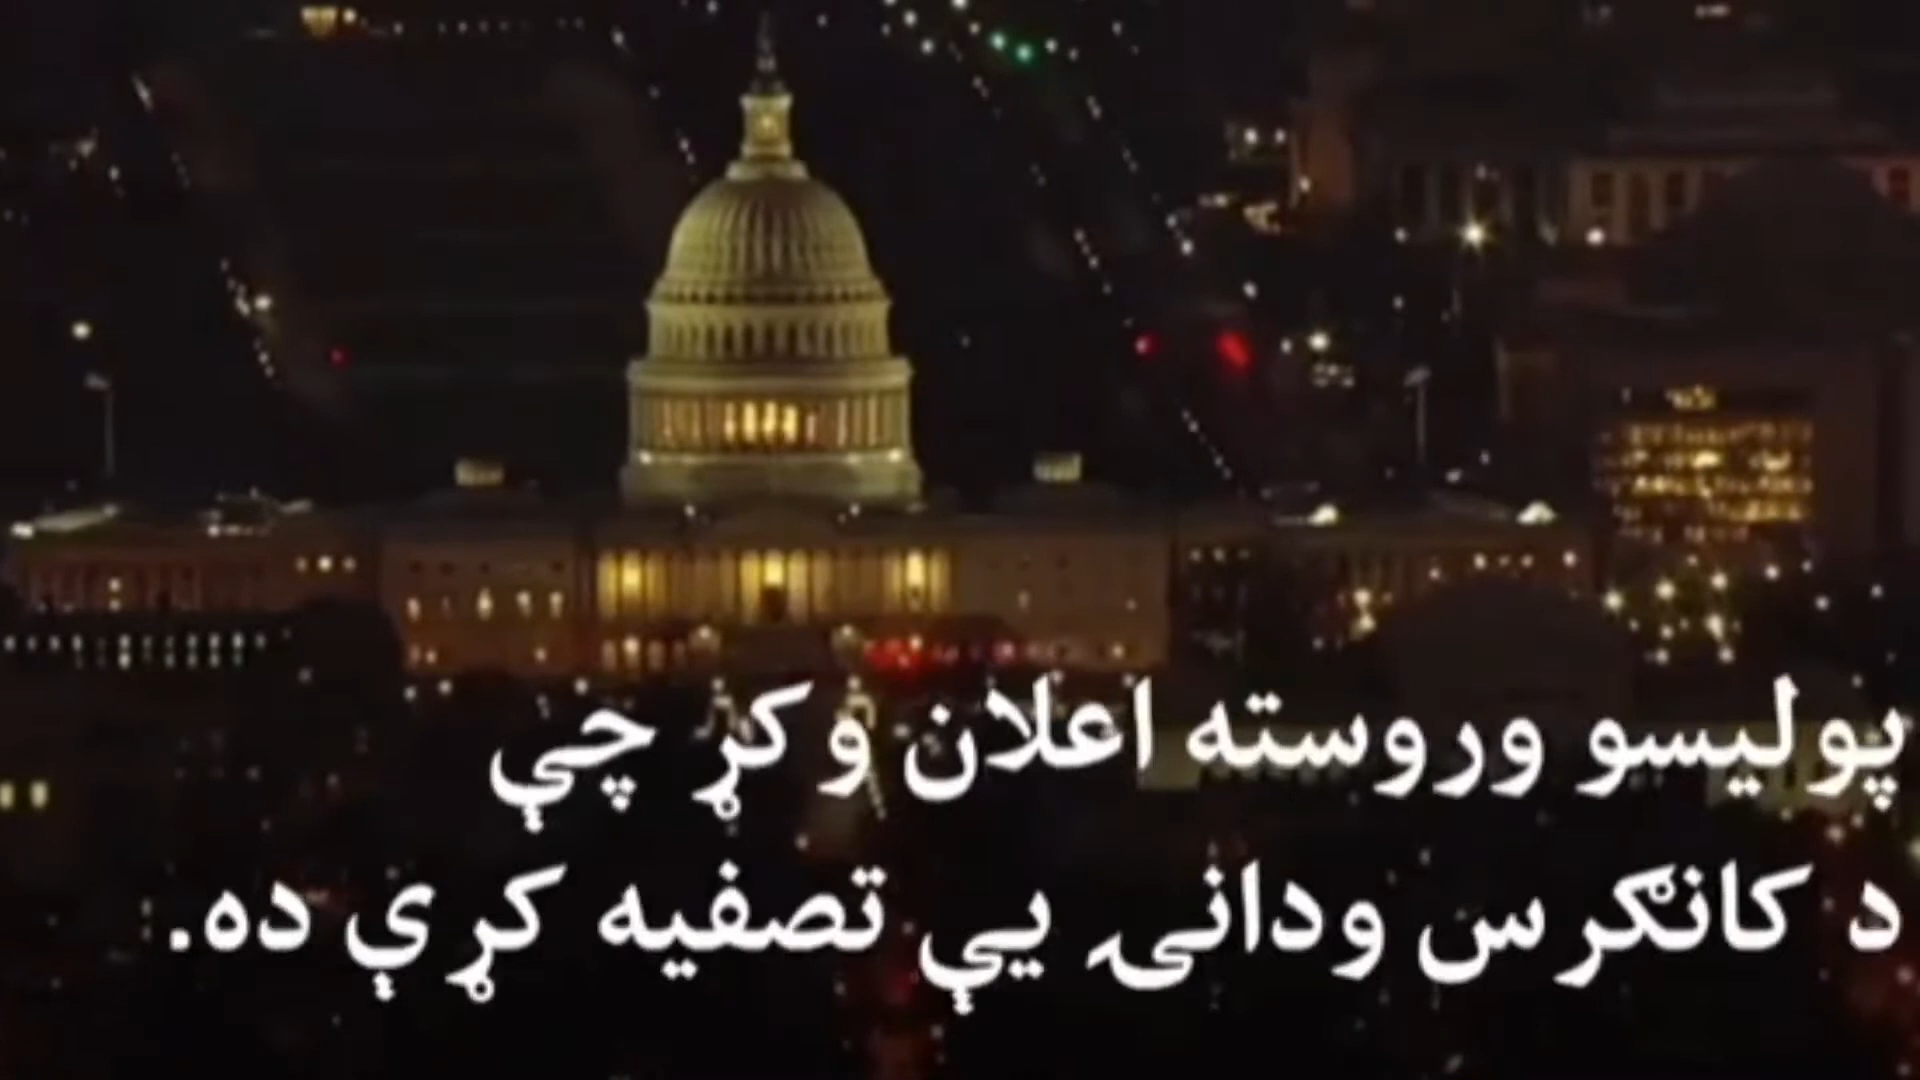 پولیسو وروسته اعلان وکړ چې
د کانګرس ودانۍ یې تصفیه کړې ده.